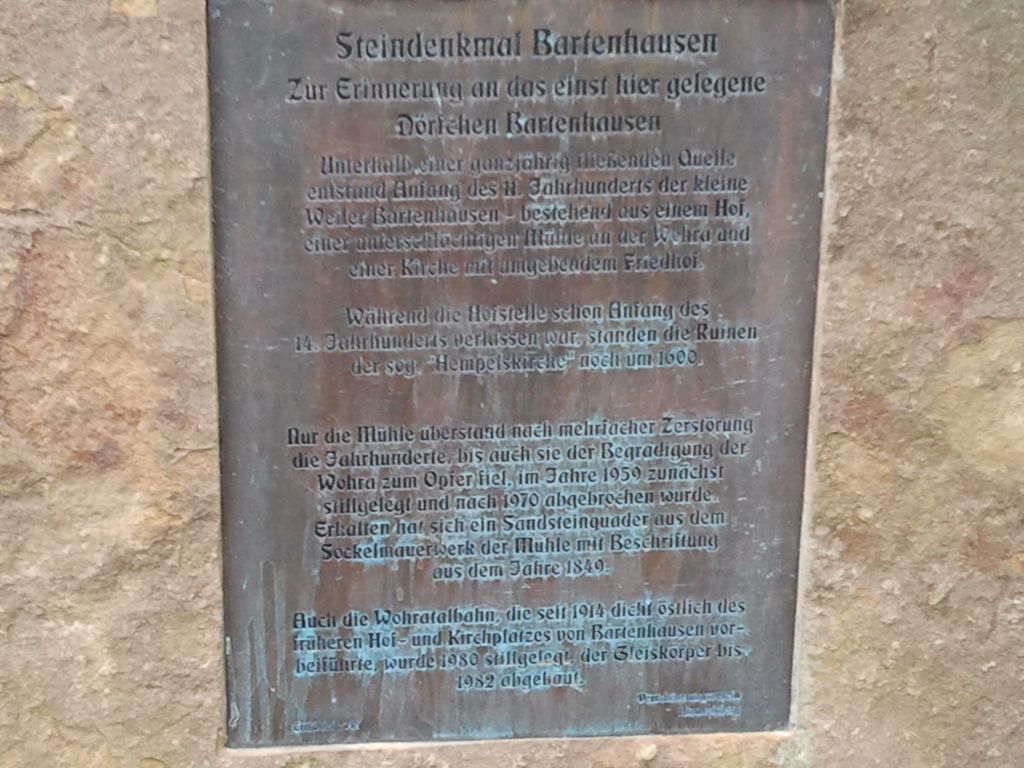 Steindenkmal Bartenhausen
Zur Erinnerung an das einst hier gelegene
Dörfchen Bartenhausen
Unterhalb einer ganzjährig fließenden Quelle
entstand Anfang des 11. Jahrhunderts der kleine
Weiler Bartenhausen - bestehend aus einem Hof,
einer unterschlächtigen Mühle an der Wohra und
einer Kirche mit umgebendem Friedhof.
Während die Hofstelle schon Anfang des
14. Jahrhunderts verlassen war, standen die Ruinen
der sog. "Hempelskirche" noch um 1600.
Nur die Mühle überstand nach mehrfacher Zerstörung
die Jahrhunderte, bis auch sie der Begradigung der
Wohra zum Opfer fiel, im Jahre 1959 zunächst
stillgelegt und nach 1970 abgebrochen wurde.
Erhalten hat sich ein Sandsteinquader aus dem
Sockelmauerwerk der Mühle mit Beschriftung
aus dem Jahre 1849.
Auch die Wohratalbahn, die seit 1914 dicht östlich des
früheren Hof- und Kirchplatzes von Bartenhausen vor-
beiführte, wurde 1980 stillgelegt, der Gleiskörper bis
1982 abgebaut.